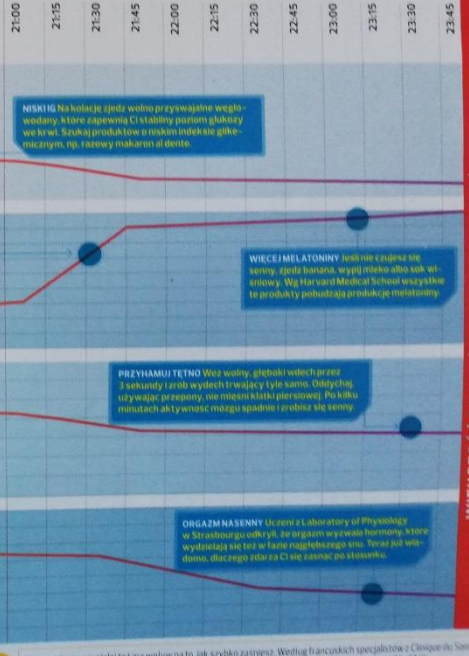 21:00
21:15
21:30
21:45
22:00
22:15
22:30
22:45
23:00
23:15
23:30
23:45
NISKI IG Na kolację zjedz wolno przyswajalne węglo-
wodany, które zapewnią Ci stabilny poziom glukozy
we krwi. Szukaj produktów o niskim indeksie glike-
micznym, np. razowy makaron al dente.
WIĘCEJ MELATONINY Jeśli nie czujesz się
senny, zjedz banana, wypij mleko albo sok wi-
śniowy. Wg Harvard Medical School wszystkie
te produkty pobudzają produkcję melatoniny.
PRZYHAMUJ TĘTNO Weź wolny, głęboki wdech przez
3 sekundy i zrób wydech trwający tyle samo. Oddychaj,
używając przepony, nie mięśni klatki piersiowej. Po kilku
minutach aktywność mózgu spadnie i zrobisz się senny.
ORGAZM NASENNY Uczeni z Laboratory of Physiology
w Strasbourgu odkryli, że orgazm wyzwala hormony, które
wydzielają się też w fazie najgłębszego snu. Teraz już wia-
domo, dlaczego zdarza Ci się zasnąć po stosunku.
też ma wpływ na to, jak szybko zaśniesz. Według francuskich specjalistów z Clinique du